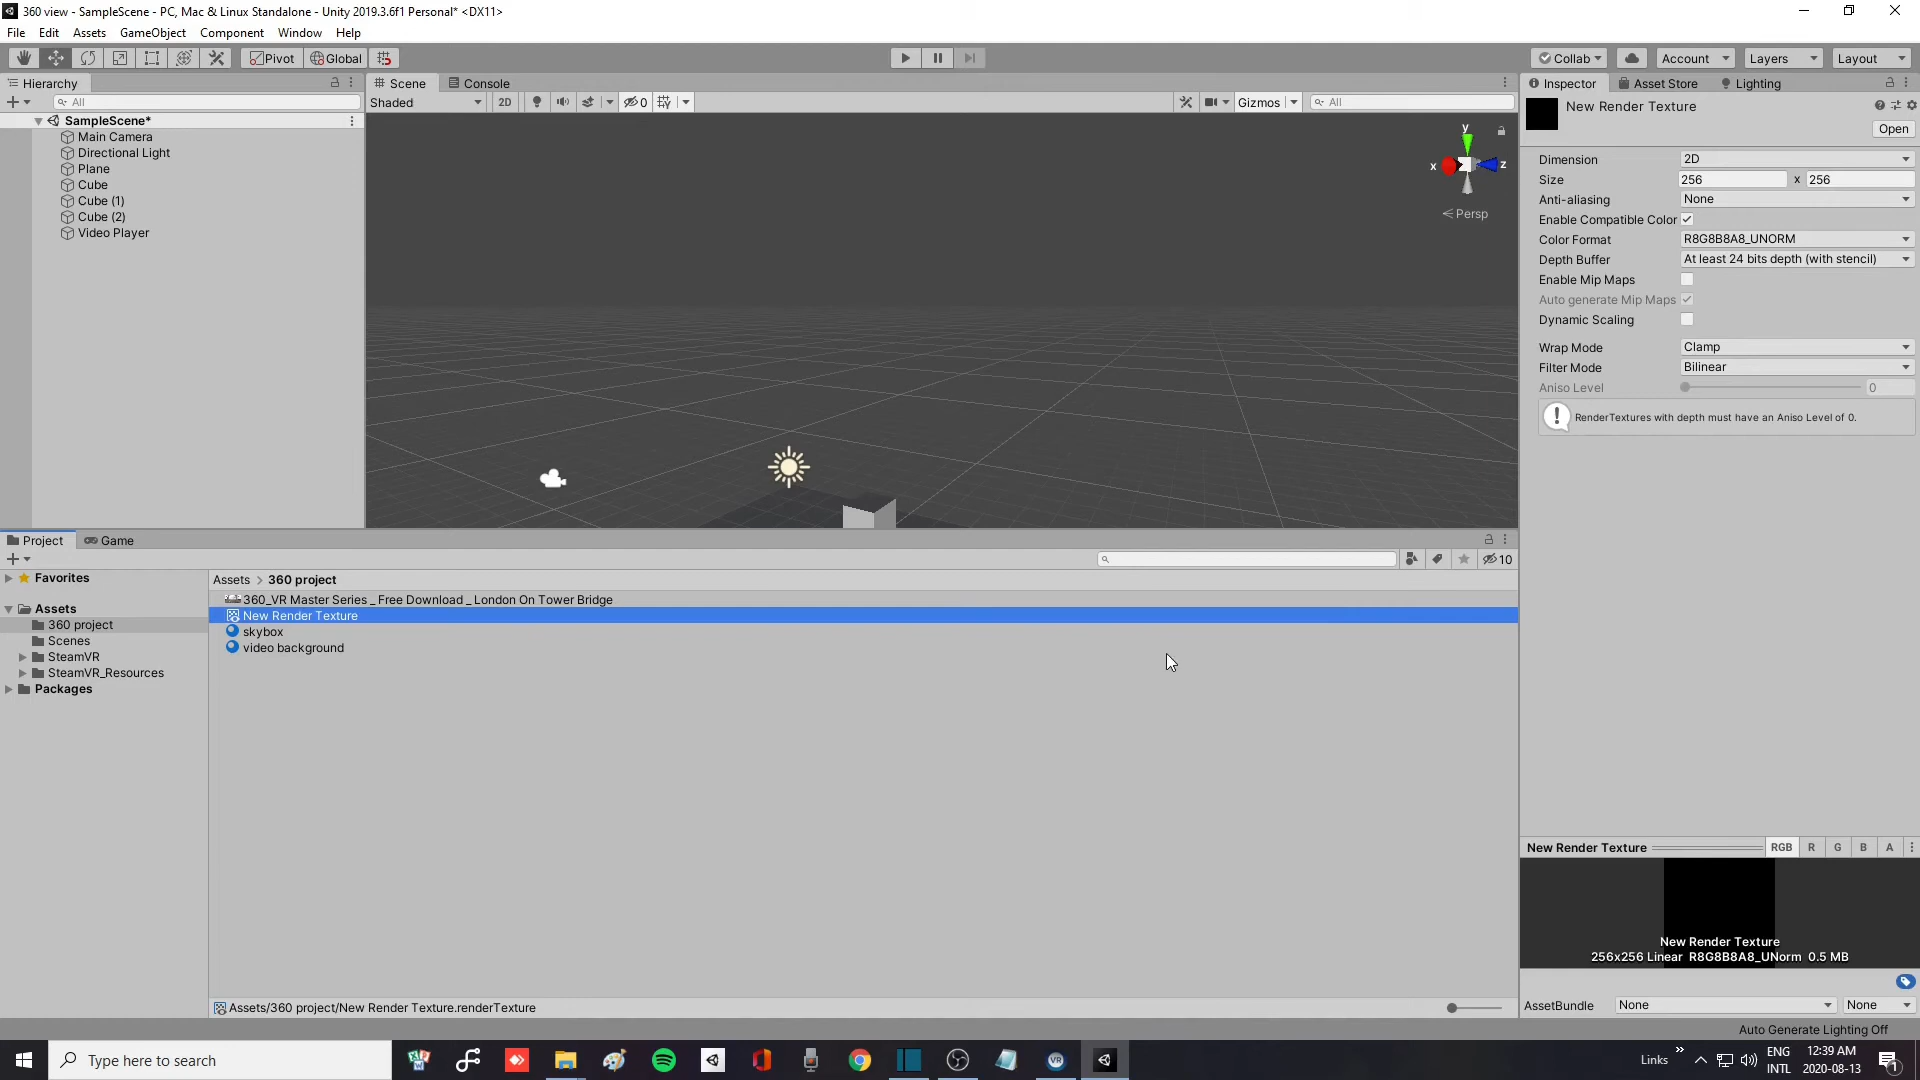 360 view - SampleScene - PC, Mac & Linux Standalone - Unity 2019.3.6f1 Personal* <DX11>
File Edit Assets GameObject Component Window Help
Pivot Global Collab Account Layers Layout
Hierarchy
All
SampleScene*
Main Camera
Directional Light
Plane
Cube
Cube (1)
Cube (2)
Video Player
Scene Console
Shaded 2D 0 Gizmos All
y
x z
Persp
Inspector Asset Store Lighting
New Render Texture
Open
Dimension 2D
Size 256 x 256
Anti-aliasing None
Enable Compatible Color
Color Format R8G8B8A8_UNORM
Depth Buffer At least 24 bits depth (with stencil)
Enable Mip Maps
Auto generate Mip Maps
Dynamic Scaling
Wrap Mode Clamp
Filter Mode Bilinear
Aniso Level 0
RenderTextures with depth must have an Aniso Level of 0.
Project Game
10
Favorites
Assets
360 project
Scenes
SteamVR
SteamVR_Resources
Packages
Assets > 360 project
360_VR Master Series _ Free Download _ London On Tower Bridge
New Render Texture
skybox
video background
Assets/360 project/New Render Texture.renderTexture
New Render Texture RGB R G B A
New Render Texture
256x256 Linear R8G8B8A8_UNorm 0.5 MB
AssetBundle None None
Auto Generate Lighting Off
Type here to search
Links
ENG
INTL
12:39 AM
2020-08-13
1